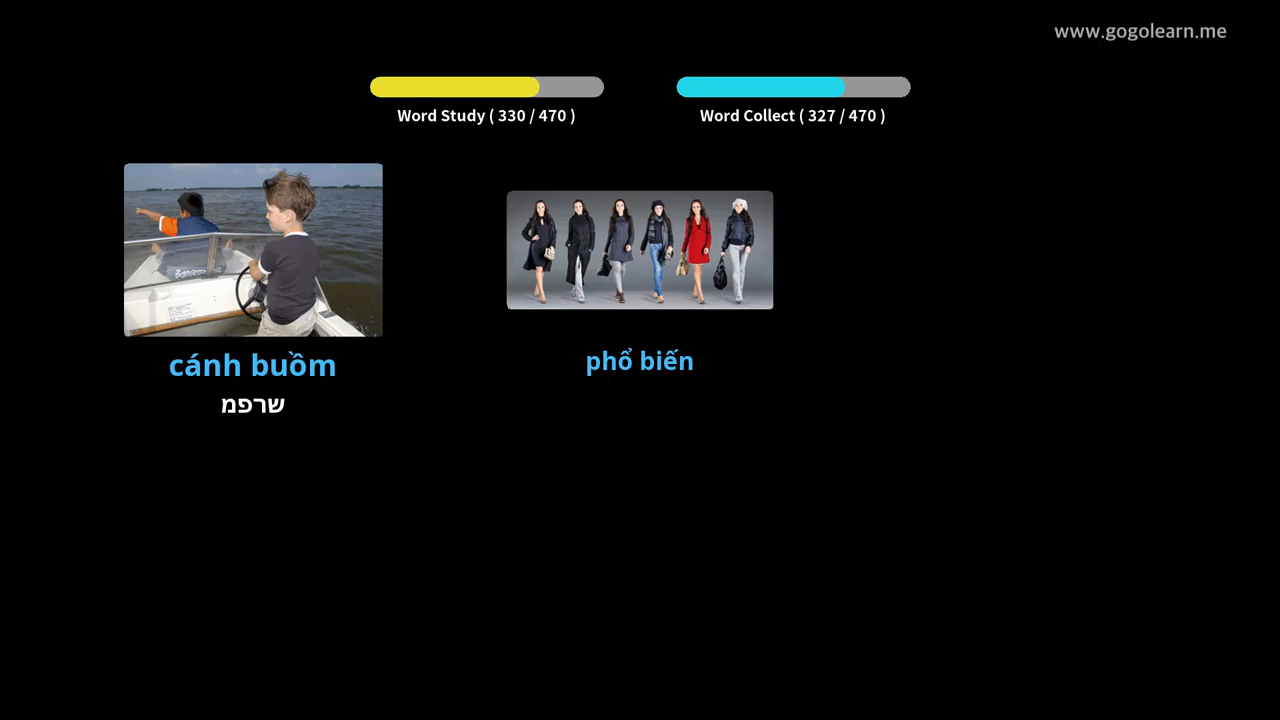 www.gogolearn.me
Word Study ( 330 / 470 )
Word Collect ( 327 / 470 )
cánh buồm
שרפמ
phổ biến